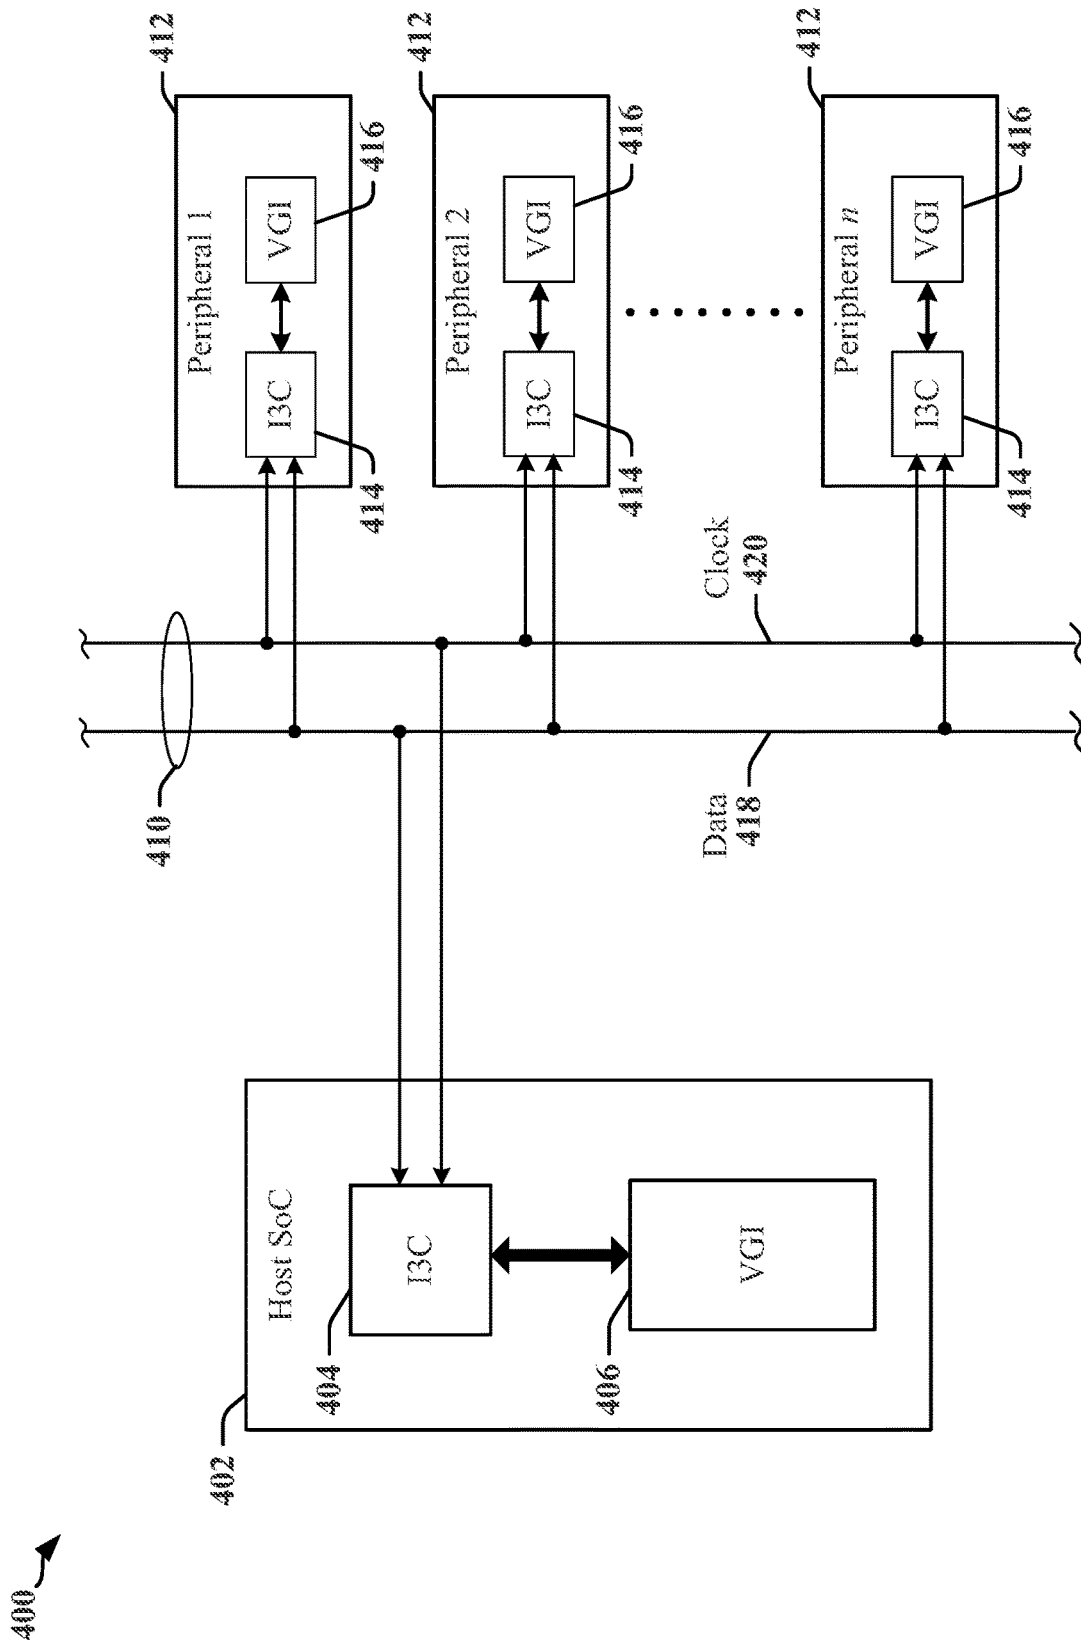 400
402
Host SoC
404
I3C
406
VGI
410
Data
418
Clock
420
412
Peripheral 1
I3C
VGI
414
416
412
Peripheral 2
I3C
VGI
414
416
412
Peripheral n
I3C
VGI
414
416